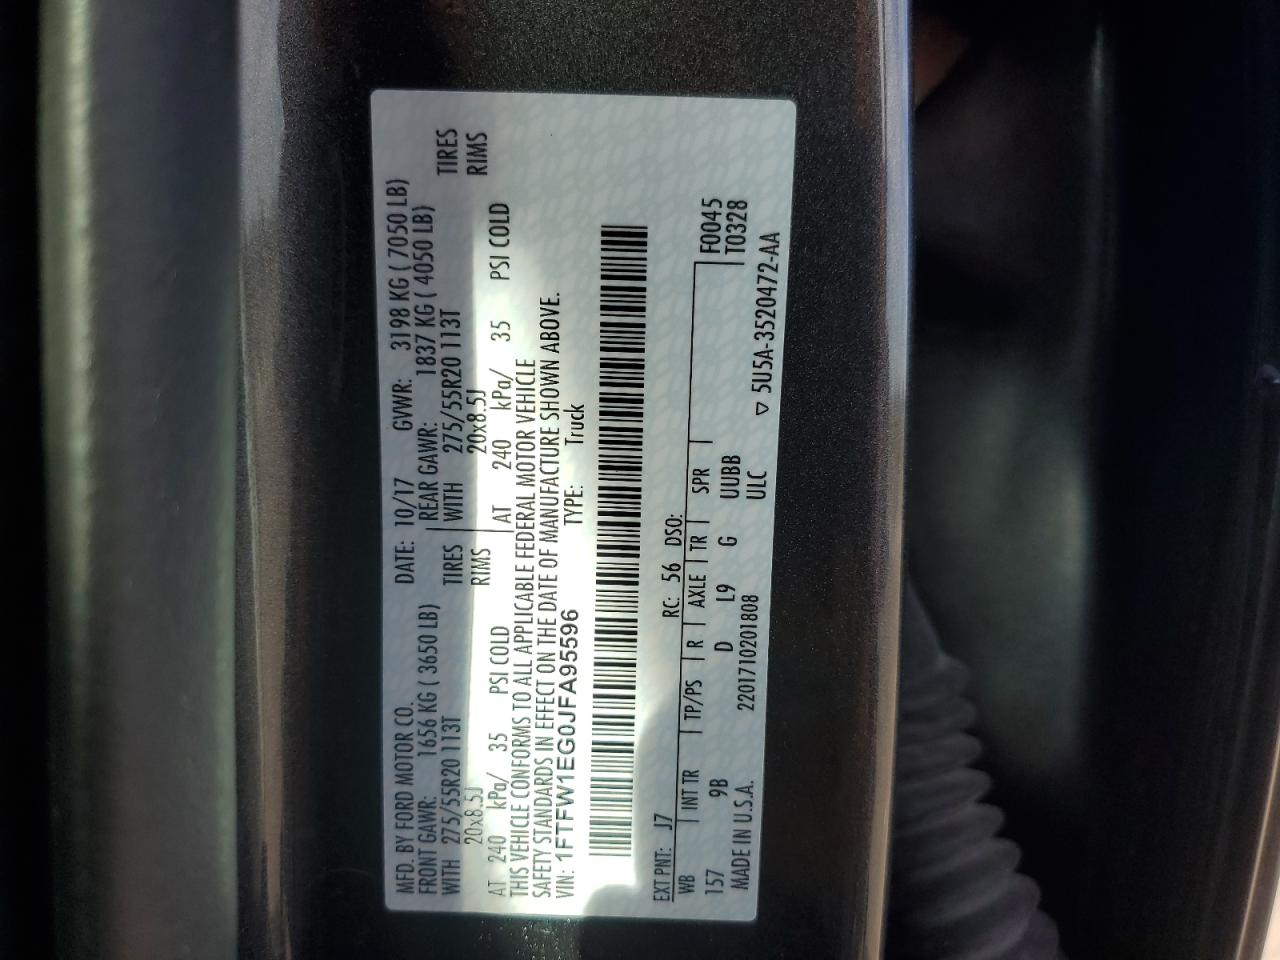 MFD. BY FORD MOTOR CO. DATE: 10/17 GVWR: 3198 KG ( 7050 LB)
FRONT GAWR: 1656 KG ( 3650 LB) REAR GAWR: 1837 KG ( 4050 LB)
WITH 275/55R20 113T TIRES WITH 275/55R20 113T TIRES
20x8.5J RIMS 20x8.5J RIMS
AT 240 kPa/ 35 PSI COLD AT 240 kPa/ 35 PSI COLD
THIS VEHICLE CONFORMS TO ALL APPLICABLE FEDERAL MOTOR VEHICLE
SAFETY STANDARDS IN EFFECT ON THE DATE OF MANUFACTURE SHOWN ABOVE.
VIN: 1FTFW1EG0JFA95596 TYPE: Truck
EXT PNT: J7 RC: 56 DSO:
WB INT TR TP/PS R AXLE TR SPR F0045
157 9B D L9 G UUBB T0328
MADE IN U.S.A. 2201710201808 ULC
▽ 5U5A-3520472-AA